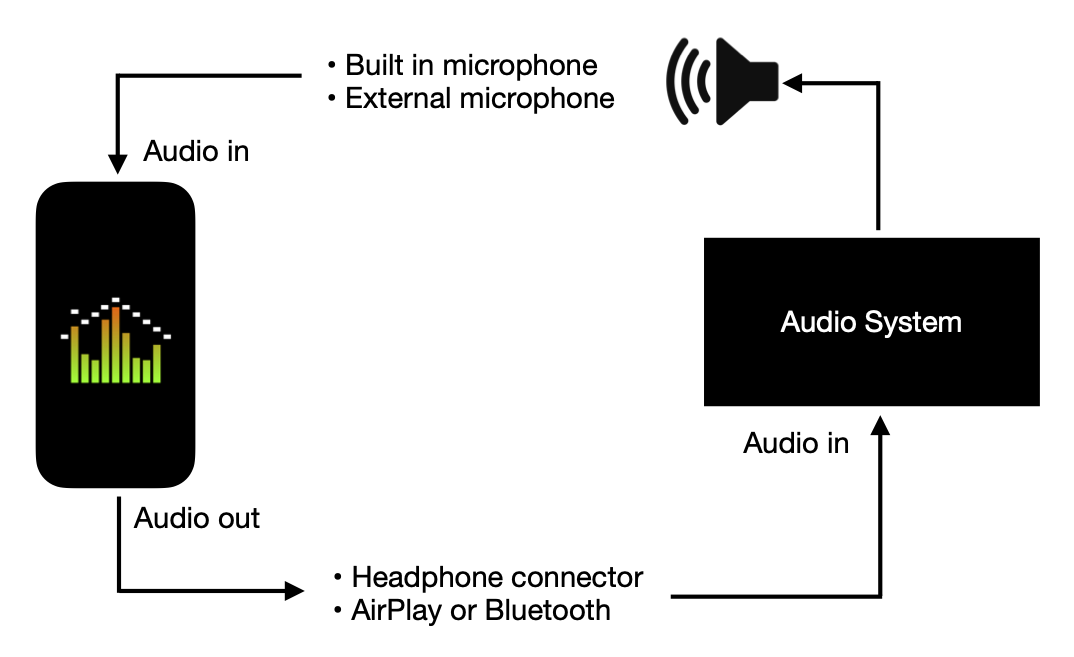 • Built in microphone
• External microphone
Audio in
Audio System
Audio in
Audio out
• Headphone connector
• AirPlay or Bluetooth